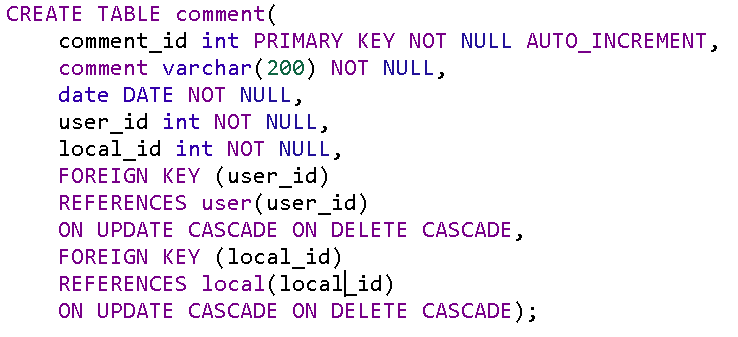 CREATE TABLE comment(
comment_id int PRIMARY KEY NOT NULL AUTO_INCREMENT,
comment varchar(200) NOT NULL,
date DATE NOT NULL,
user_id int NOT NULL,
local_id int NOT NULL,
FOREIGN KEY (user_id)
REFERENCES user(user_id)
ON UPDATE CASCADE ON DELETE CASCADE,
FOREIGN KEY (local_id)
REFERENCES local(local_id)
ON UPDATE CASCADE ON DELETE CASCADE);